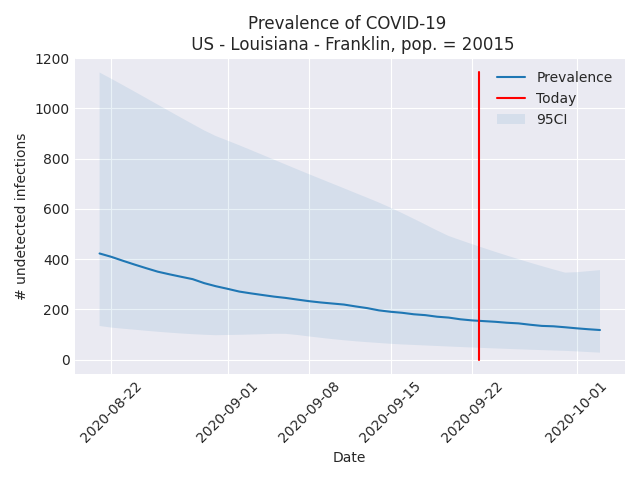 Prevalence of COVID-19
US - Louisiana - Franklin, pop. = 20015
Prevalence
Today
95CI
# undetected infections
1200
1000
800
600
400
200
0
2020-08-22
2020-09-01
2020-09-08
2020-09-15
2020-09-22
2020-10-01
Date